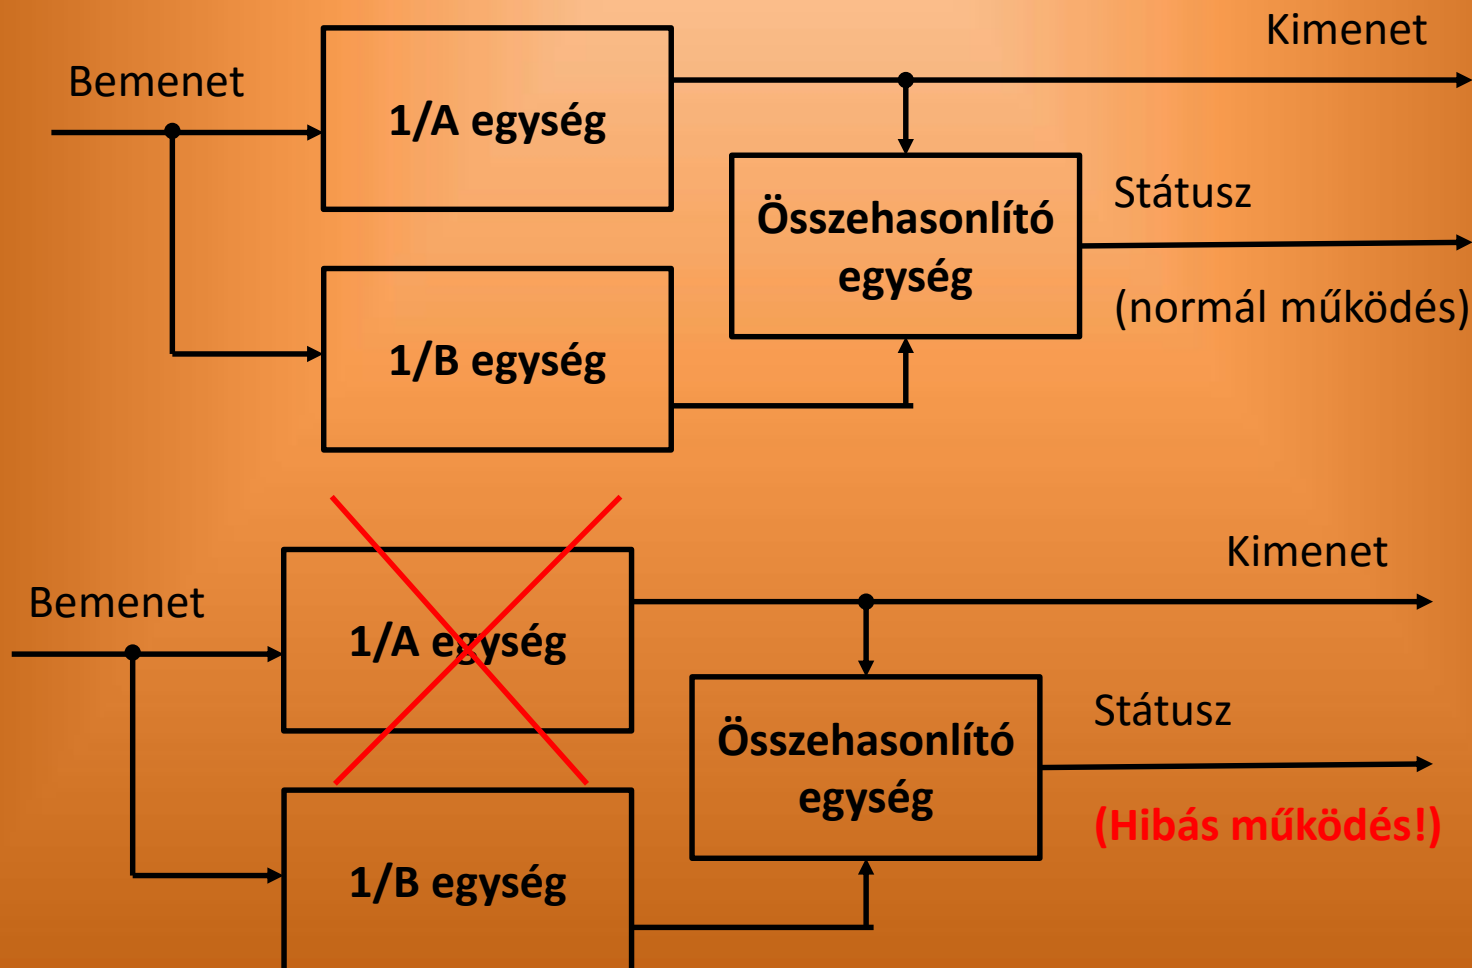 Kimenet
Bemenet
1/A egység
Státusz
Összehasonlító
egység
(normál működés)
1/B egység
Kimenet
Bemenet
1/A egység
Státusz
Összehasonlító
egység
(Hibás működés!)
1/B egység